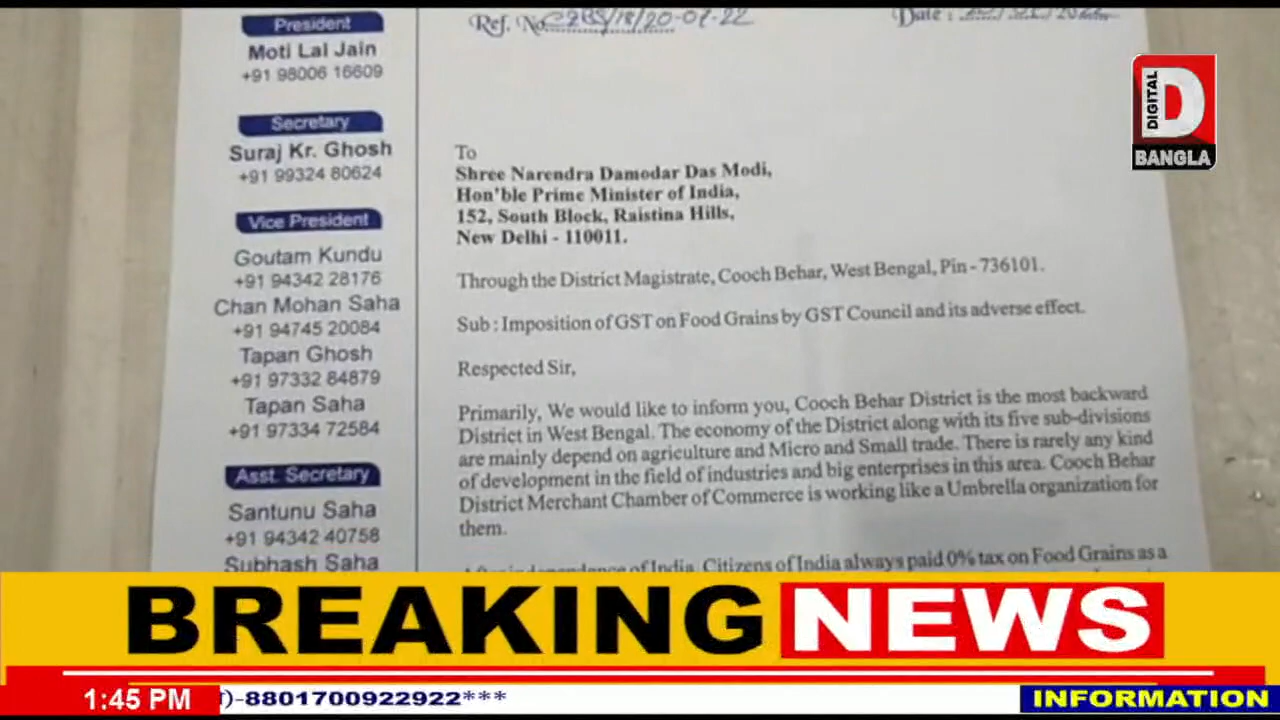 President
Moti Lal Jain
+91 98006 16609
Secretary
Suraj Kr. Ghosh
+91 99324 80624
Vice President
Goutam Kundu
+91 94342 28176
Chan Mohan Saha
+91 94745 20084
Tapan Ghosh
+91 97332 84879
Tapan Saha
+91 97334 72584
Asst. Secretary
Santunu Saha
+91 94342 40758
Subhash Saha
Ref. No
Date :
To
Shree Narendra Damodar Das Modi,
Hon'ble Prime Minister of India,
152, South Block, Raistina Hills,
New Delhi - 110011.
Through the District Magistrate, Cooch Behar, West Bengal, Pin - 736101.
Sub : Imposition of GST on Food Grains by GST Council and its adverse effect.
Respected Sir,
Primarily, We would like to inform you, Cooch Behar District is the most backward
District in West Bengal. The economy of the District along with its five sub-divisions
are mainly depend on agriculture and Micro and Small trade. There is rarely any kind
of development in the field of industries and big enterprises in this area. Cooch Behar
District Merchant Chamber of Commerce is working like a Umbrella organization for
them.
of India, Citizens of India always paid 0% tax on Food Grains as a
DIGITAL
D
BANGLA
BREAKING NEWS
1:45 PM
)-8801700922922***
INFORMATION